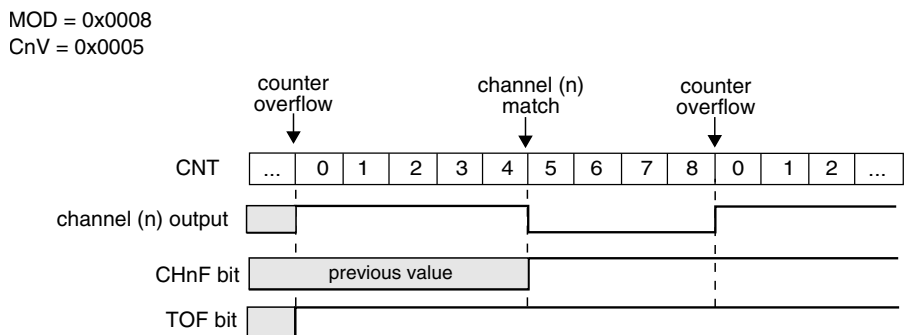 MOD = 0x0008
CnV = 0x0005
counter overflow
channel (n) match
counter overflow
CNT ... 0 1 2 3 4 5 6 7 8 0 1 2 ...
channel (n) output
CHnF bit previous value
TOF bit